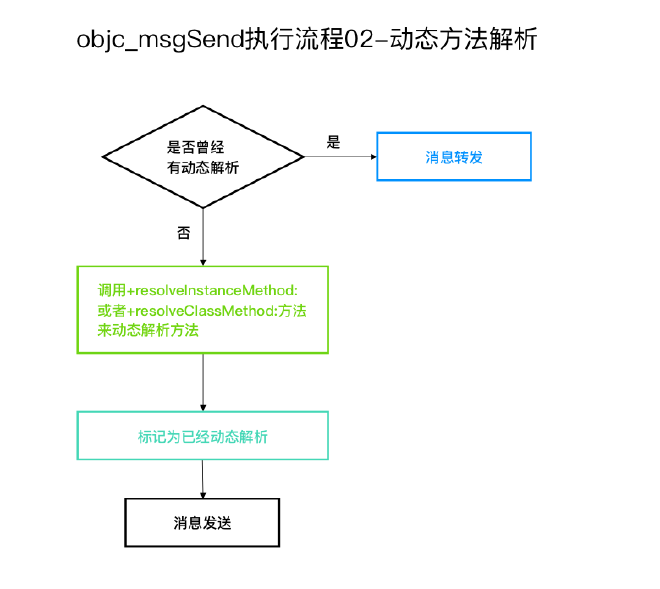 objc_msgSend执行流程02-动态方法解析
是否曾经
有动态解析
是
消息转发
否
调用+resolveInstanceMethod:
或者+resolveClassMethod:方法
来动态解析方法
标记为已经动态解析
消息发送